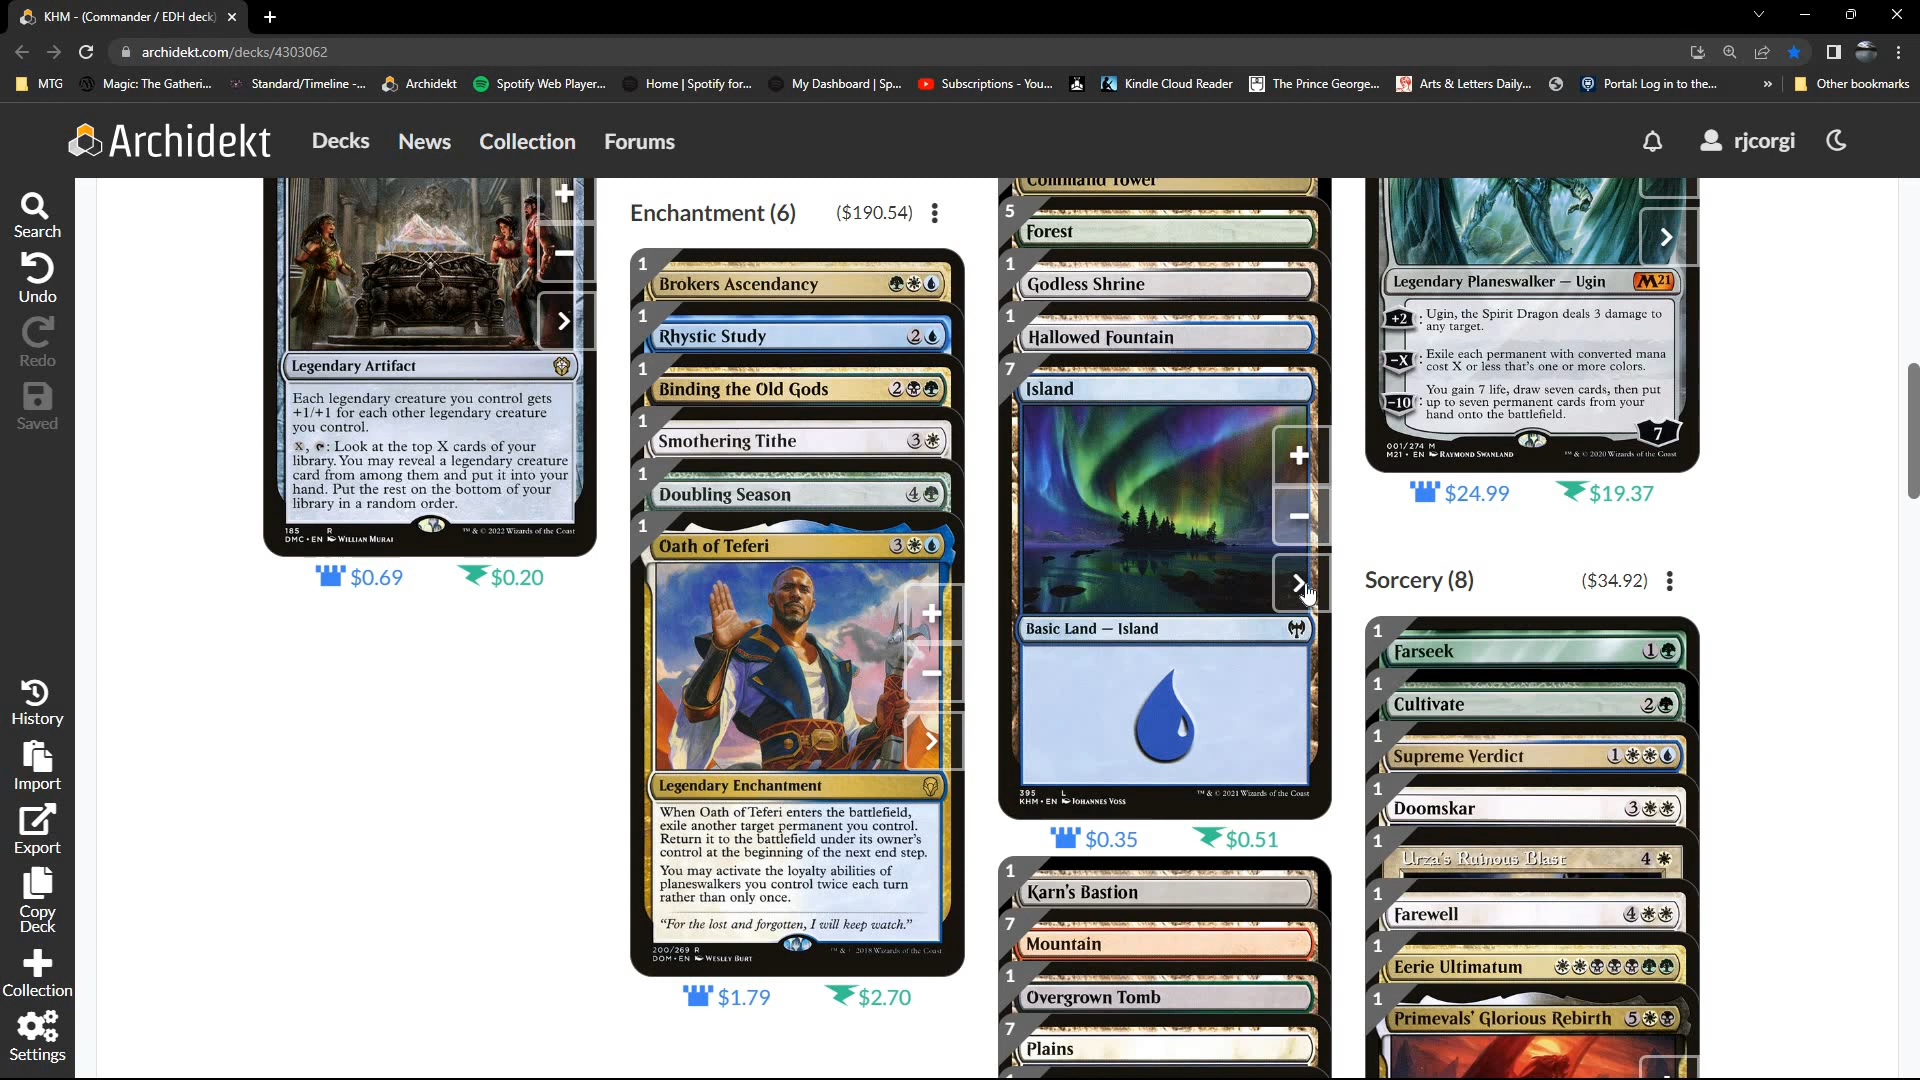 KHM - (Commander / EDH deck)
archidekt.com/decks/4303062
MTG
Magic: The Gatheri...
Standard/Timeline -...
Archidekt
Spotify Web Player...
Home | Spotify for...
My Dashboard | Sp...
Subscriptions - You...
Kindle Cloud Reader
The Prince George...
Arts & Letters Daily...
Portal: Log in to the...
»
Other bookmarks
Archidekt
Decks
News
Collection
Forums
rjcorgi
Search
Undo
Redo
Saved
History
Import
Export
Copy
Deck
Collection
Settings
Legendary Artifact
Each legendary creature you control gets
+1/+1 for each other legendary creature
you control.
X, : Look at the top X cards of your
library. You may reveal a legendary creature
card from among them and put it into your
hand. Put the rest on the bottom of your
library in a random order.
185 R
DMC • EN WILLIAN MURAI
™ & © 2022 Wizards of the Coast
$0.69
$0.20
Enchantment (6)
($190.54)
1
Brokers Ascendancy
1
Rhystic Study
2
1
Binding the Old Gods
2
1
Smothering Tithe
3
1
Doubling Season
4
1
Oath of Teferi
3
Legendary Enchantment
When Oath of Teferi enters the battlefield,
exile another target permanent you control.
Return it to the battlefield under its owner's
control at the beginning of the next end step.
You may activate the loyalty abilities of
planeswalkers you control twice each turn
rather than only once.
"For the lost and forgotten, I will keep watch."
200/269 R
DOM • EN WESLEY BURT
™ & © 2018 Wizards of the Coast
$1.79
$2.70
Command Tower
5
Forest
1
Godless Shrine
1
Hallowed Fountain
7
Island
Basic Land — Island
395 L
KHM • EN JOHANNES VOSS
™ & © 2021 Wizards of the Coast
$0.35
$0.51
1
Karn's Bastion
7
Mountain
1
Overgrown Tomb
7
Plains
Legendary Planeswalker — Ugin
M21
+2 : Ugin, the Spirit Dragon deals 3 damage to
any target.
-X : Exile each permanent with converted mana
cost X or less that's one or more colors.
You gain 7 life, draw seven cards, then put
-10 : up to seven permanent cards from your
hand onto the battlefield.
7
001/274 M
M21 • EN RAYMOND SWANLAND
™ & © 2020 Wizards of the Coast
$24.99
$19.37
Sorcery (8)
($34.92)
1
Farseek
1
1
Cultivate
2
1
Supreme Verdict
1
1
Doomskar
3
1
Urza's Ruinous Blast
4
1
Farewell
4
1
Eerie Ultimatum
1
Primevals' Glorious Rebirth
5